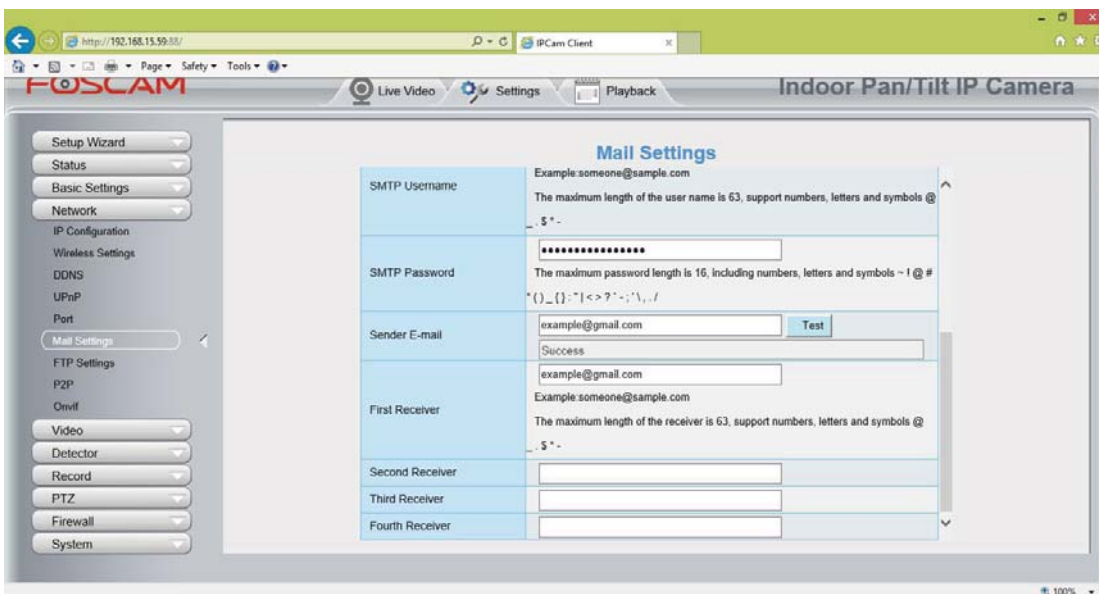 http://192.168.15.59:88/
IPCam Client
Page Safety Tools
FOSCAM
Live Video
Settings
Playback
Indoor Pan/Tilt IP Camera
Setup Wizard
Status
Basic Settings
Network
IP Configuration
Wireless Settings
DDNS
UPnP
Port
Mail Settings
FTP Settings
P2P
Onvif
Video
Detector
Record
PTZ
Firewall
System
Mail Settings
SMTP Username
Example:someone@sample.com
The maximum length of the user name is 63, support numbers, letters and symbols @
_ . $ * -
SMTP Password
••••••••••••••••
The maximum password length is 16, including numbers, letters and symbols ~ ! @ #
Sender E-mail
example@gmail.com
Test
Success
First Receiver
example@gmail.com
Example:someone@sample.com
The maximum length of the receiver is 63, support numbers, letters and symbols @
_ . $ * -
Second Receiver
Third Receiver
Fourth Receiver
100%